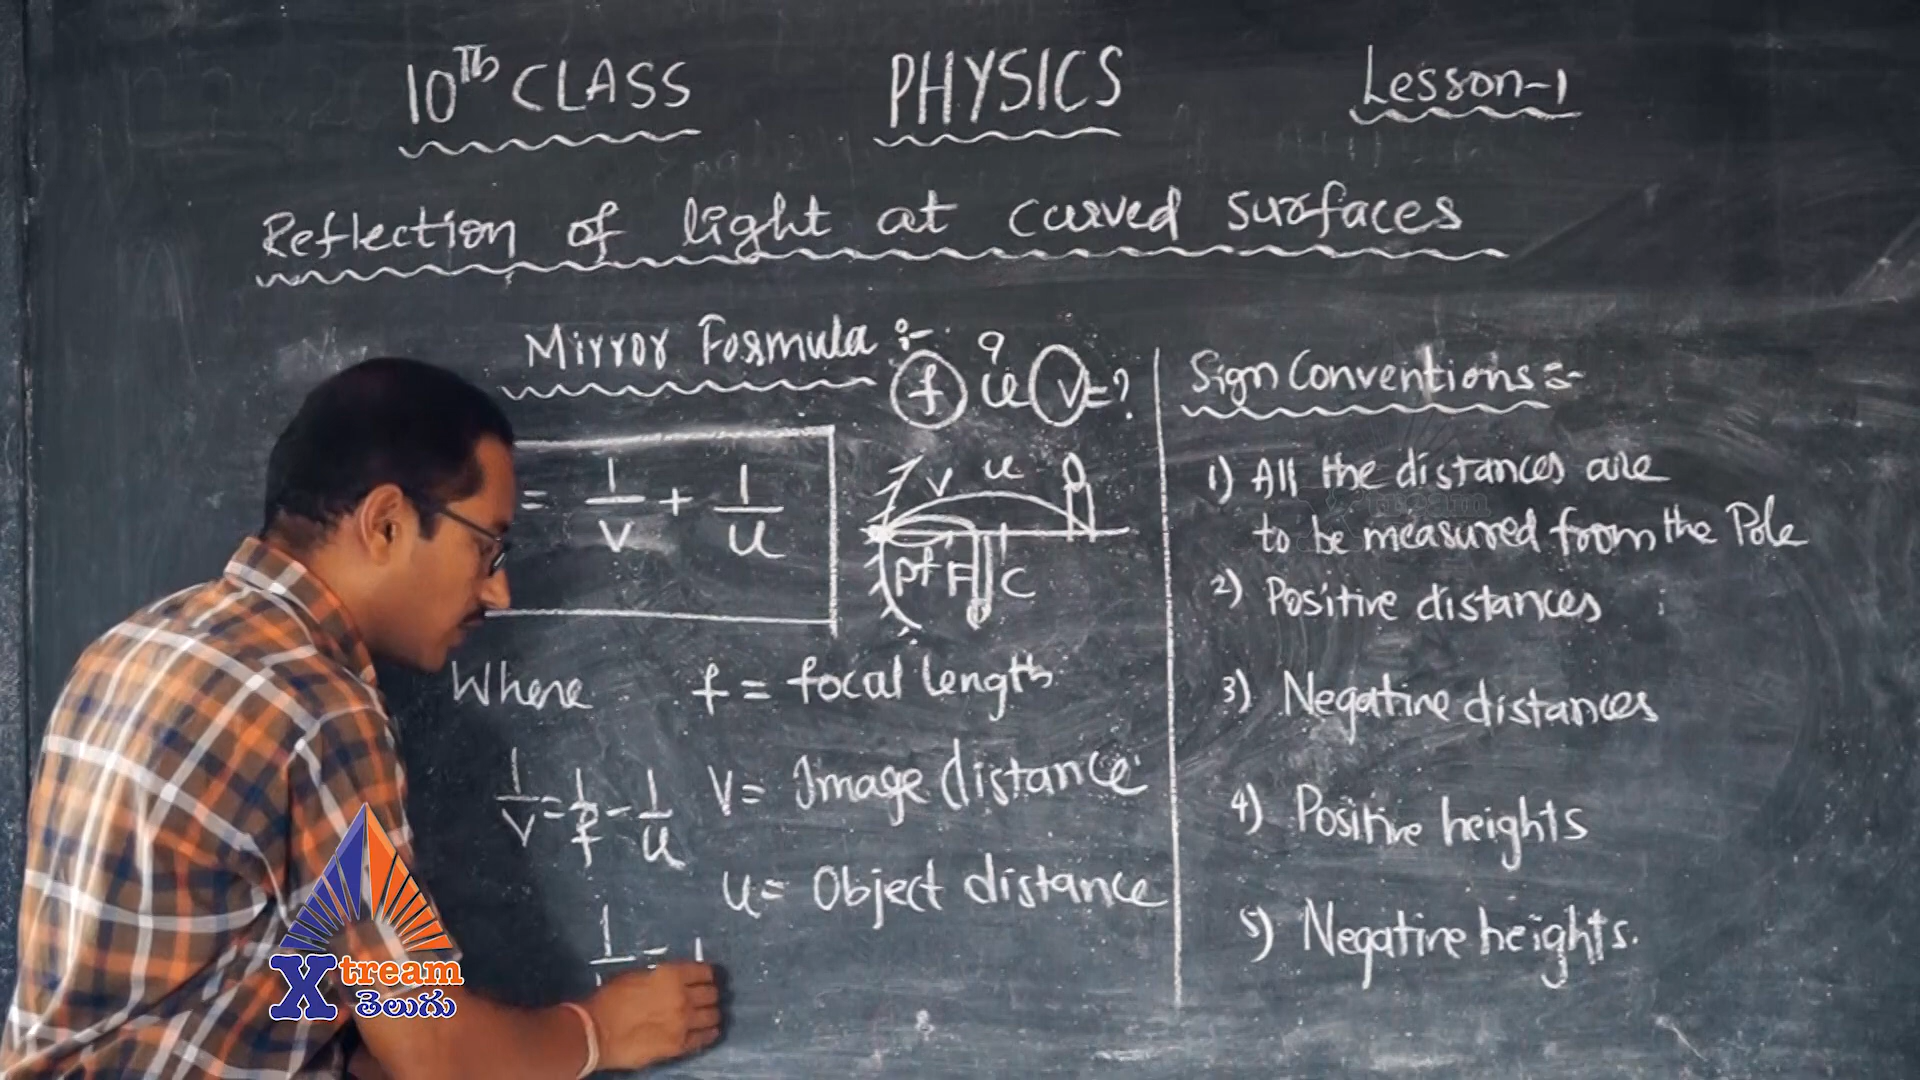 10Th CLASS PHYSICS Lesson-1
Reflection of light at curved surfaces
Mirror Formula :-
f u v=?
= 1/v + 1/u
v u
P f F C
Where f = focal length
1/v = 1/f - 1/u
V = Image distance
u = Object distance
1 = 1
Sign Conventions :-
1) All the distances are
to be measured from the Pole
2) Positive distances
3) Negative distances
4) Positive heights
5) Negative heights.
Xtream
తెలుగు